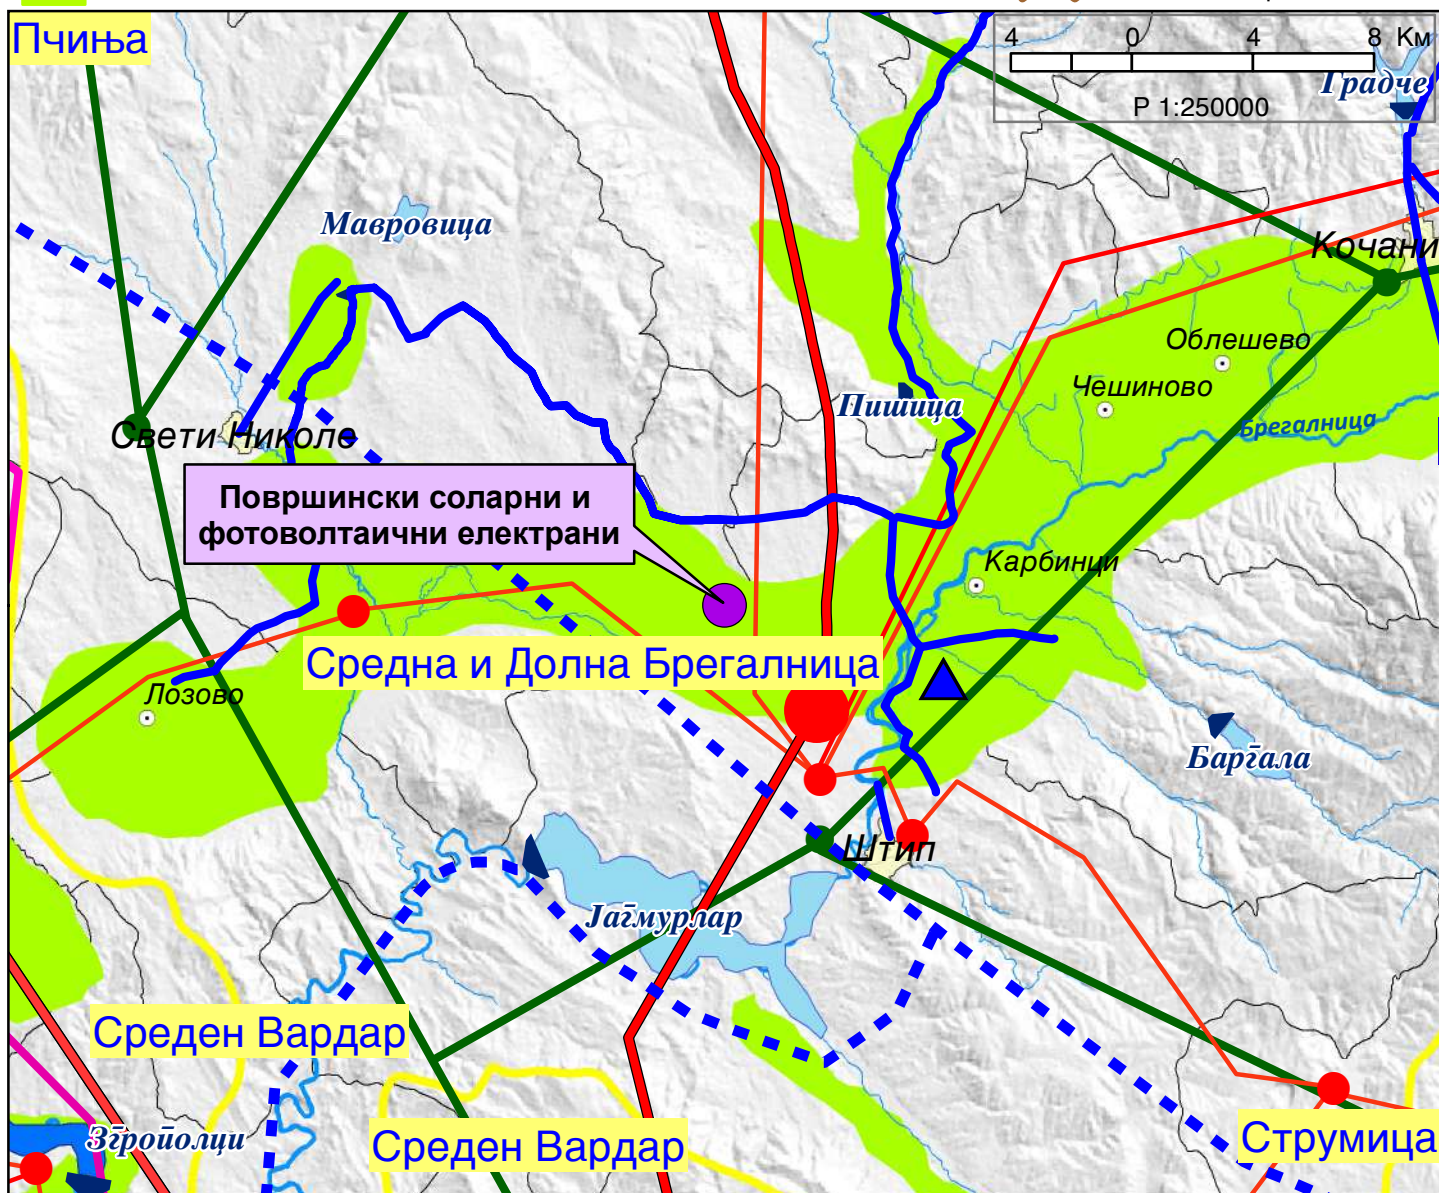 Пчиња
4 0 4 8 Км
Р 1:250000
Градче
Мавровица
Кочани
Облешево
Чешиново
Пишица
Брегалница
Свети Николе
Површински соларни и
фотоволтаични електрани
Карбинци
Средна и Долна Брегалница
Лозово
Баргала
Штип
Јагмурлар
Среден Вардар
Згрополци
Среден Вардар
Струмица